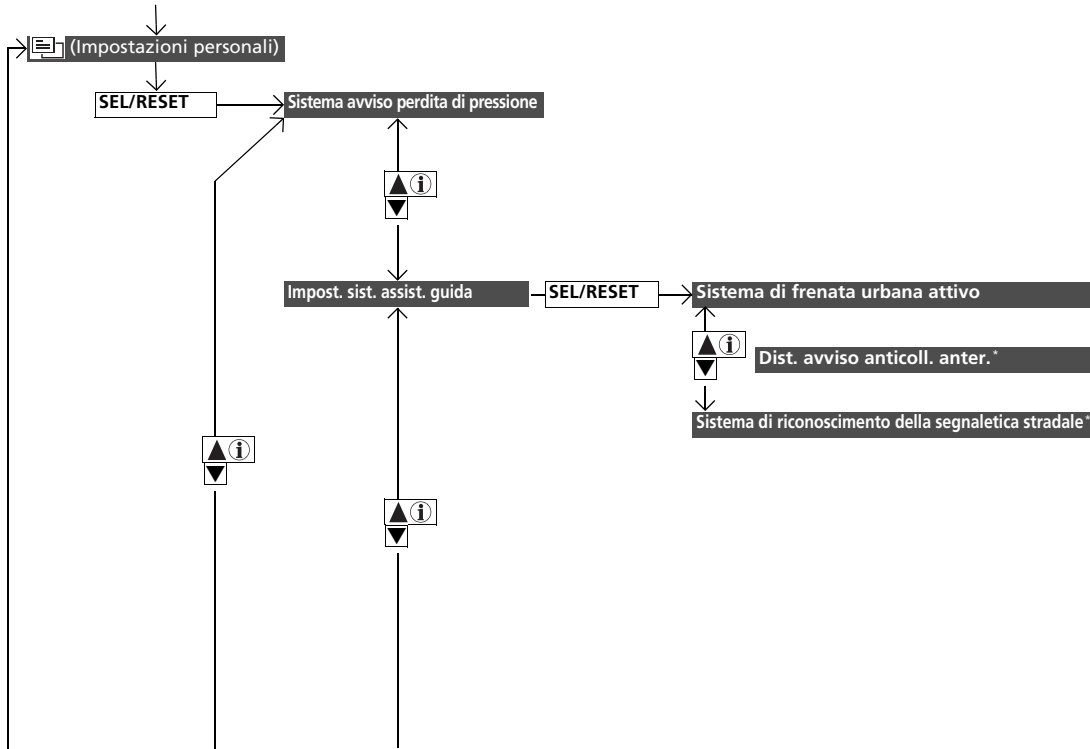 (Impostazioni personali)
SEL/RESET
Sistema avviso perdita di pressione
Impost. sist. assist. guida
SEL/RESET
Sistema di frenata urbana attivo
Dist. avviso anticoll. anter.*
Sistema di riconoscimento della segnaletica stradale*